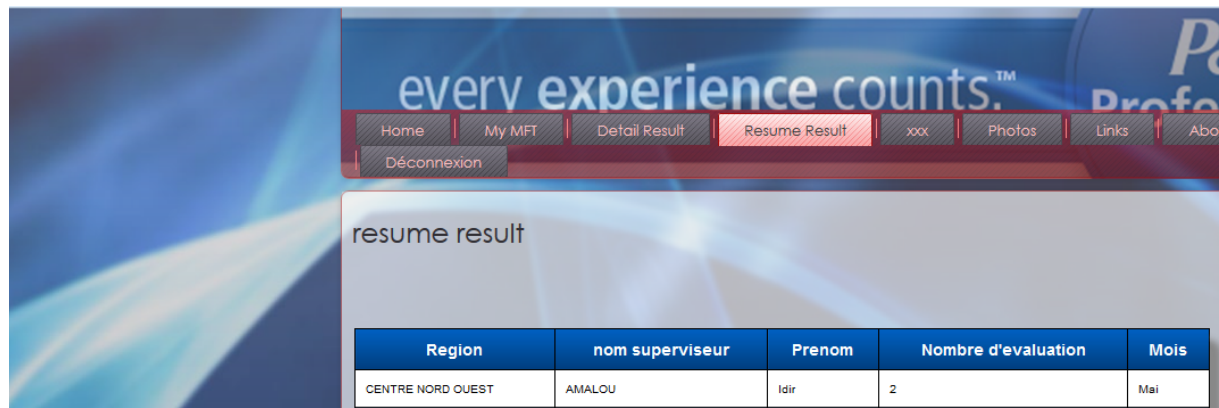 every experience counts.™
Home My MFT Detail Result Resume Result xxx Photos Links
Déconnexion
resume result
Region nom superviseur Prenom Nombre d'evaluation Mois
CENTRE NORD OUEST AMALOU Idir 2 Mai